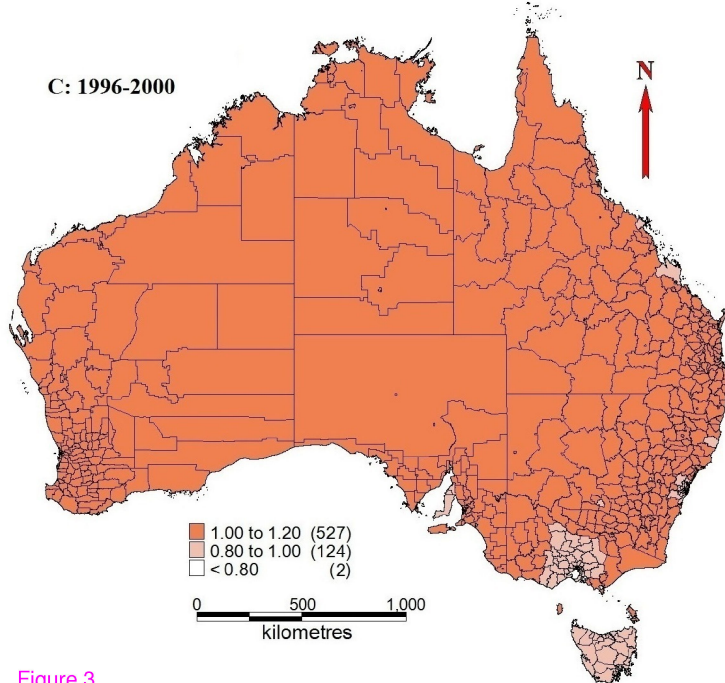 C: 1996-2000
N
1.00 to 1.20 (527)
0.80 to 1.00 (124)
< 0.80 (2)
0 500 1,000
kilometres
Figure 3